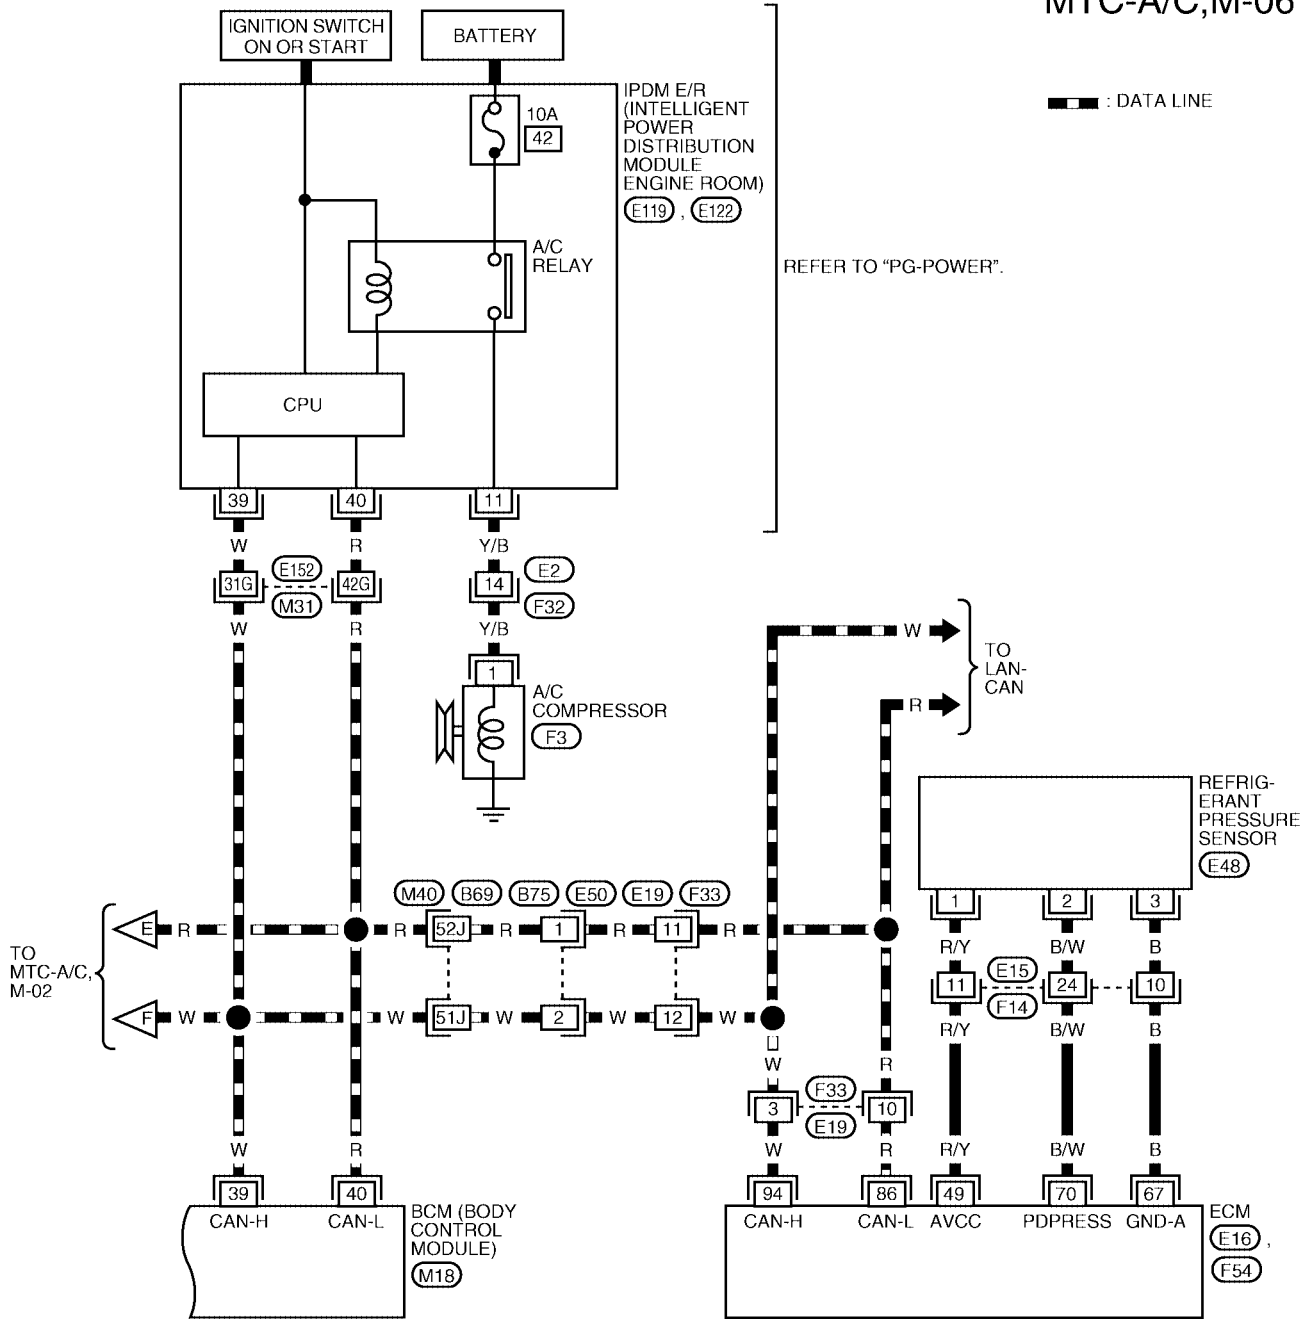 MTC-A/C,M-06
IGNITION SWITCH
ON OR START
BATTERY
: DATA LINE
10A
42
IPDM E/R
(INTELLIGENT
POWER
DISTRIBUTION
MODULE
ENGINE ROOM)
E119 , E122
A/C
RELAY
REFER TO “PG-POWER”.
CPU
39 40 11
W R Y/B
31G E152 42G 14 E2
M31 F32
W R Y/B
1
A/C
COMPRESSOR
F3
W
R
TO
LAN-
CAN
REFRIG-
ERANT
PRESSURE
SENSOR
E48
1 2 3
M40 B69 B75 E50 E19 F33
E R R 52J R 1 R 11 R
R/Y B/W B
TO
MTC-A/C,
M-02
11 E15 24 10
F14
F W W 51J W 2 W 12 W
R/Y B/W B
W R
3 F33 10
E19
W R W R R/Y B/W B
39 40 94 86 49 70 67
CAN-H CAN-L CAN-H CAN-L AVCC PDPRESS GND-A
BCM (BODY
CONTROL
MODULE)
M18
ECM
E16 ,
F54